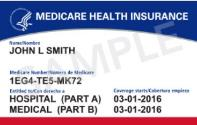 MEDICARE HEALTH INSURANCE
SAMPLE
Name/Nombre
JOHN L SMITH
Medicare Number/Número de Medicare
1EG4-TE5-MK72
Entitled to/Con derecho a
Coverage starts/Cobertura empieza
HOSPITAL (PART A) 03-01-2016
MEDICAL (PART B) 03-01-2016